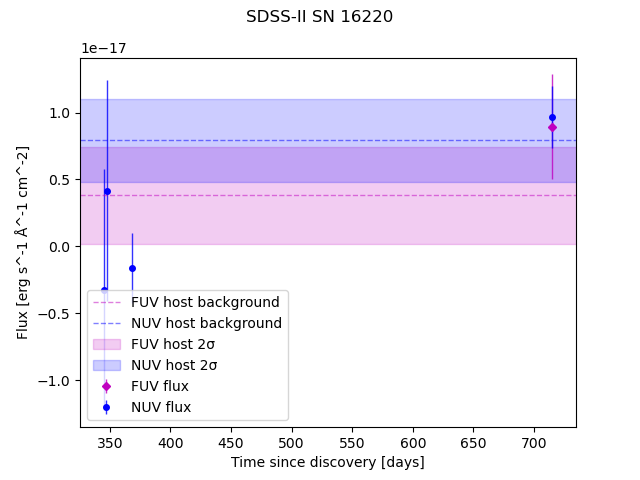 SDSS-II SN 16220
1e−17
1.0
0.5
0.0
−0.5
−1.0
Flux [erg s^-1 Å^-1 cm^-2]
FUV host background
NUV host background
FUV host 2σ
NUV host 2σ
FUV flux
NUV flux
350 400 450 500 550 600 650 700
Time since discovery [days]